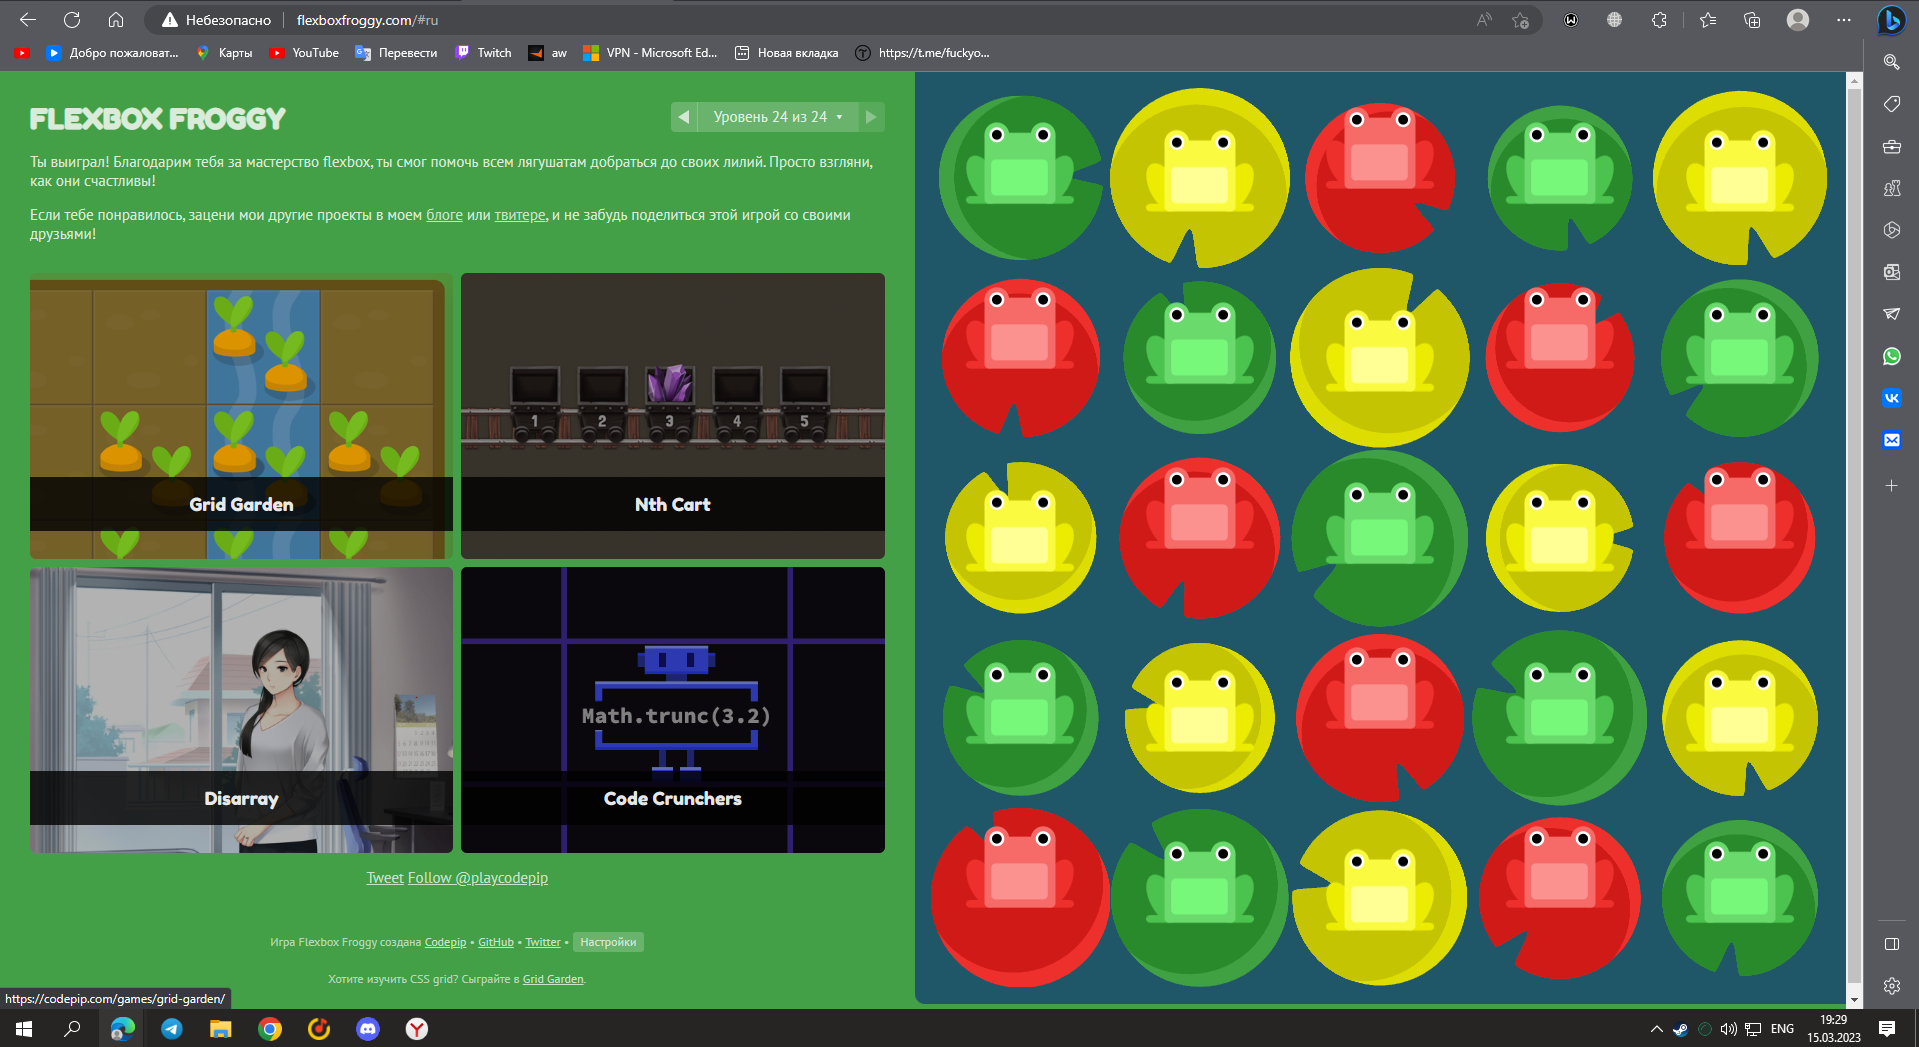 Небезопасно
flexboxfroggy.com/#ru
Добро пожаловат...
Карты
YouTube
Перевести
Twitch
aw
VPN - Microsoft Ed...
Новая вкладка
https://t.me/fuckyo...
FLEXBOX FROGGY
Уровень 24 из 24
Ты выиграл! Благодарим тебя за мастерство flexbox, ты смог помочь всем лягушатам добраться до своих лилий. Просто взгляни,
как они счастливы!
Если тебе понравилось, зацени мои другие проекты в моем блоге или твитере, и не забудь поделиться этой игрой со своими
друзьями!
1 2 3 4 5
Grid Garden
Nth Cart
Math.trunc(3.2)
Disarray
Code Crunchers
Tweet Follow @playcodepip
Игра Flexbox Froggy создана Codepip • GitHub • Twitter • Настройки
Хотите изучить CSS grid? Сыграйте в Grid Garden.
https://codepip.com/games/grid-garden/
ENG
19:29
15.03.2023